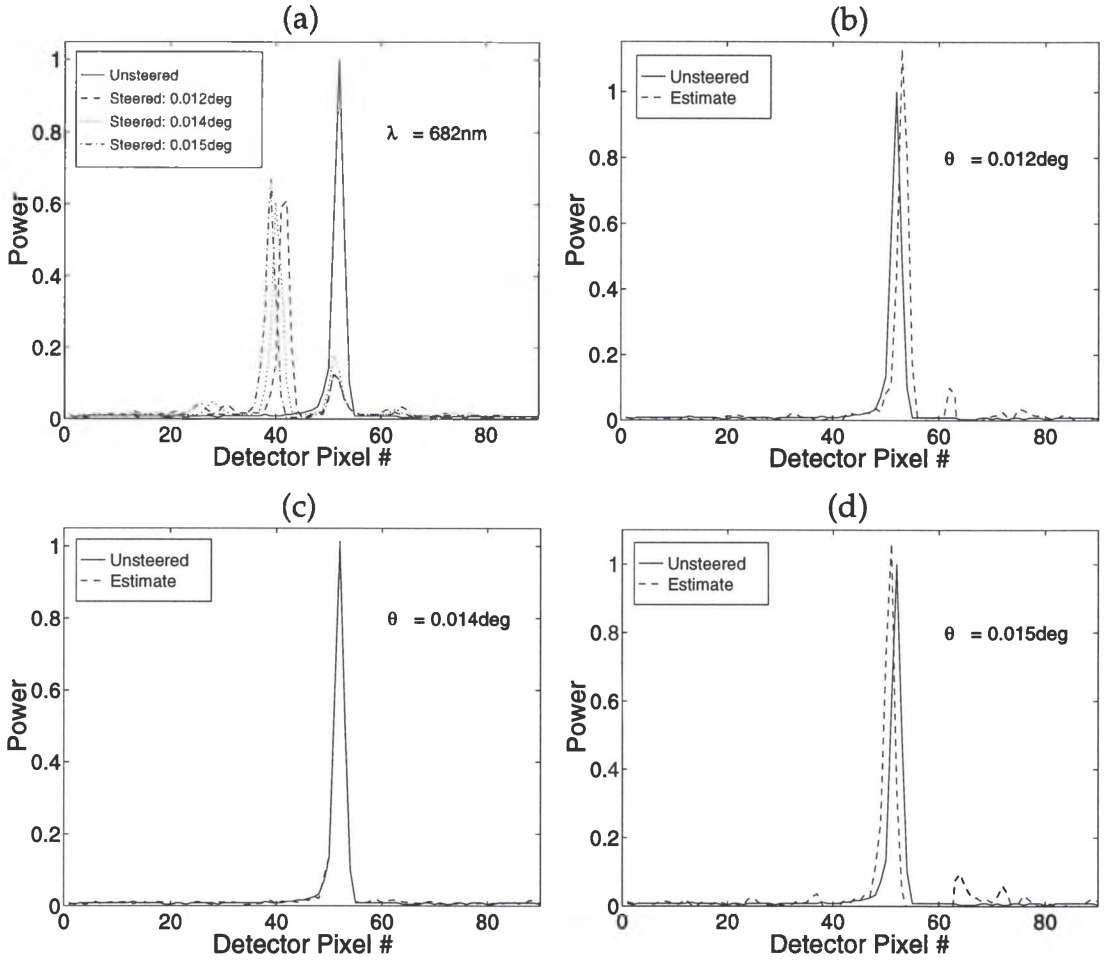 (a)
1
0.8
0.6
0.4
0.2
0
0 20 40 60 80
Power
Detector Pixel #
Unsteered
Steered: 0.012deg
Steered: 0.014deg
Steered: 0.015deg
λ = 682nm
(b)
1
0.8
0.6
0.4
0.2
0
0 20 40 60 80
Power
Detector Pixel #
Unsteered
Estimate
θ = 0.012deg
(c)
1
0.8
0.6
0.4
0.2
0
0 20 40 60 80
Power
Detector Pixel #
Unsteered
Estimate
θ = 0.014deg
(d)
1
0.8
0.6
0.4
0.2
0
0 20 40 60 80
Power
Detector Pixel #
Unsteered
Estimate
θ = 0.015deg